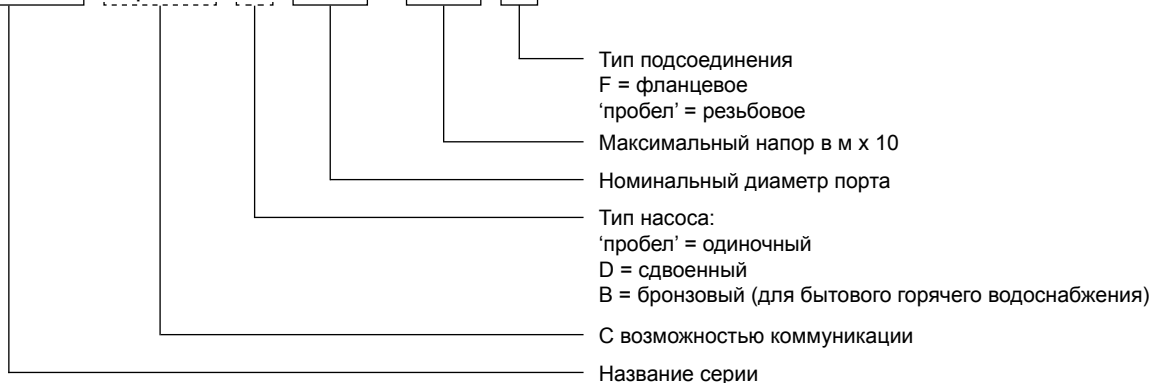 Тип подсоединения
F = фланцевое
‘пробел’ = резьбовое
Максимальный напор в м x 10
Номинальный диаметр порта
Тип насоса:
‘пробел’ = одиночный
D = сдвоенный
B = бронзовый (для бытового горячего водоснабжения)
С возможностью коммуникации
Название серии